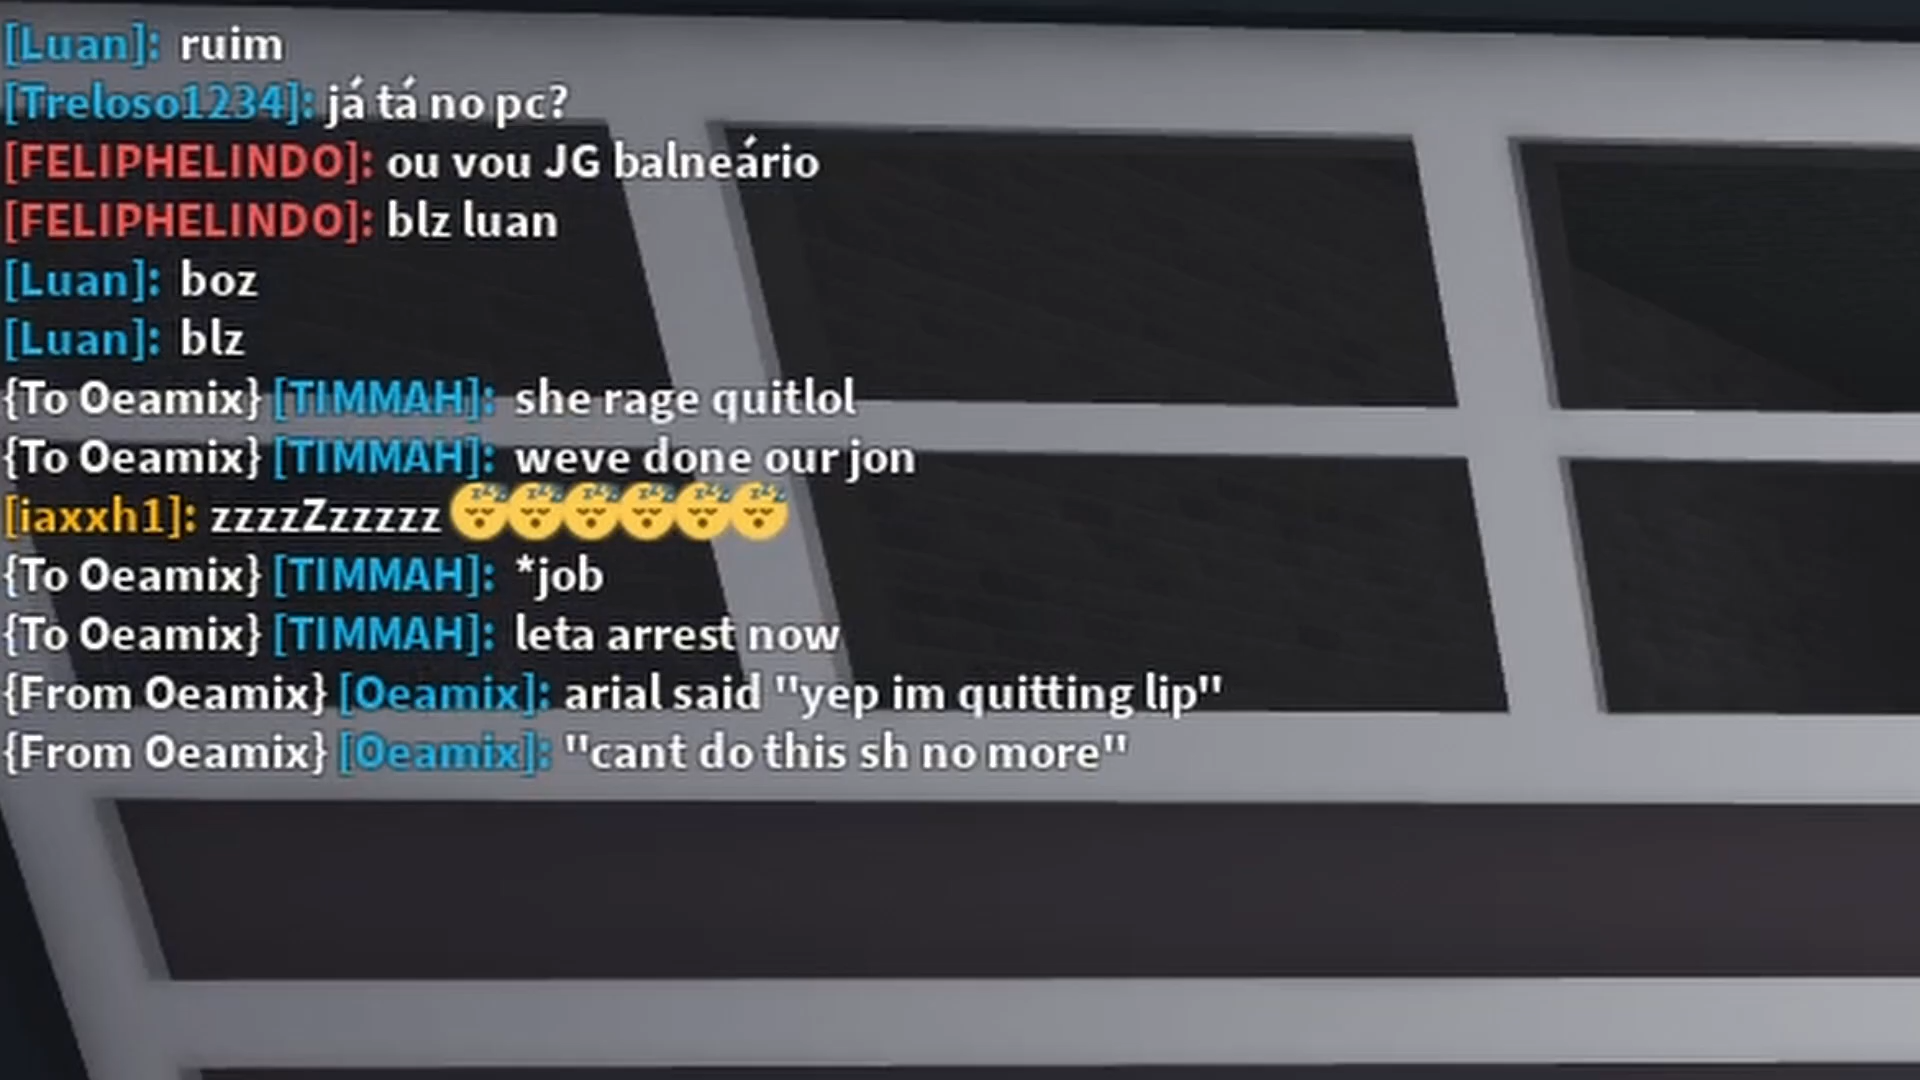 [Luan]: ruim
[Treloso1234]: já tá no pc?
[FELIPHELINDO]: ou vou JG balneário
[FELIPHELINDO]: blz luan
[Luan]: boz
[Luan]: blz
{To Oeamix} [TIMMAH]: she rage quitlol
{To Oeamix} [TIMMAH]: weve done our jon
[iaxxh1]: zzzzZzzzzz 😴😴😴😴😴😴
{To Oeamix} [TIMMAH]: *job
{To Oeamix} [TIMMAH]: leta arrest now
{From Oeamix} [Oeamix]: arial said "yep im quitting lip"
{From Oeamix} [Oeamix]: "cant do this sh no more"